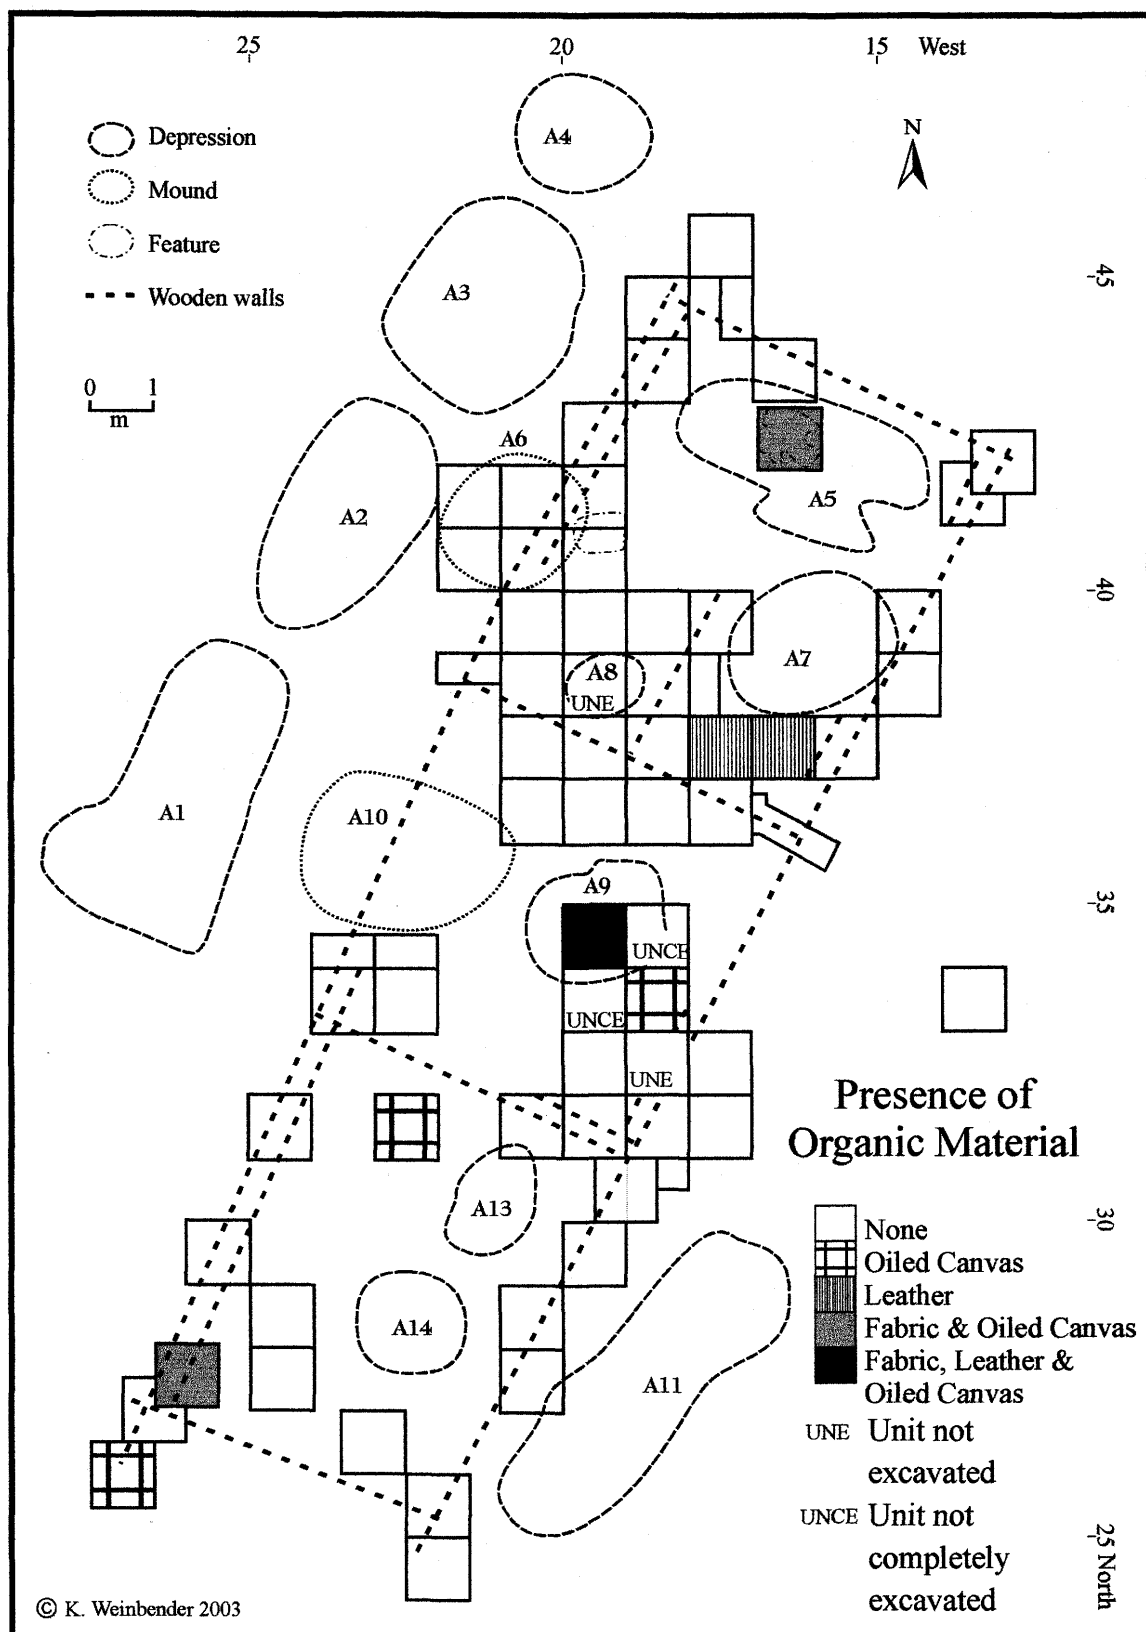 25
20
15
West
A4
N
Depression
Mound
Feature
Wooden walls
0 1
m
45
A3
A6
A2
A5
40
A7
A8
UNE
A1
A10
A9
35
UNCE
UNCE
UNE
Presence of
Organic Material
A13
30
None
Oiled Canvas
Leather
Fabric & Oiled Canvas
Fabric, Leather &
Oiled Canvas
A14
A11
UNE Unit not
excavated
UNCE Unit not
completely
excavated
25 North
© K. Weinbender 2003